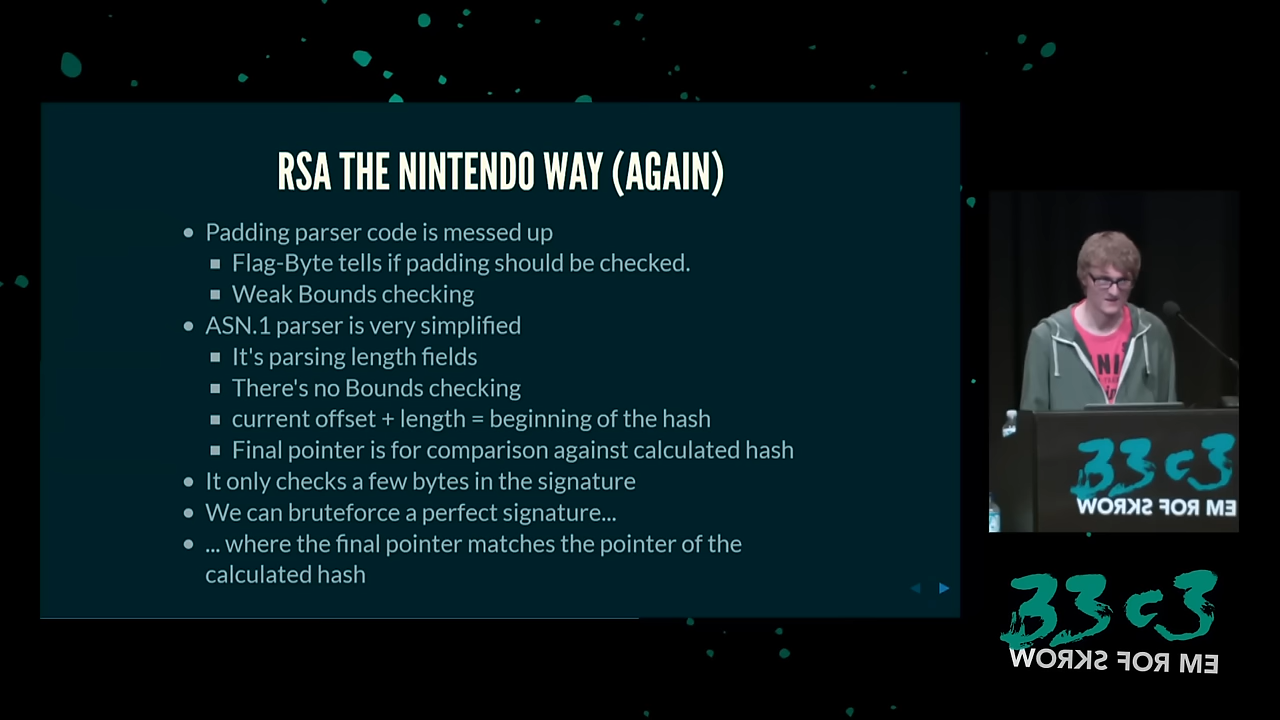 RSA THE NINTENDO WAY (AGAIN)
Padding parser code is messed up
Flag-Byte tells if padding should be checked.
Weak Bounds checking
ASN.1 parser is very simplified
It's parsing length fields
There's no Bounds checking
current offset + length = beginning of the hash
Final pointer is for comparison against calculated hash
It only checks a few bytes in the signature
We can bruteforce a perfect signature...
... where the final pointer matches the pointer of the
calculated hash
33c3
WORKS FOR ME
33c3
WORKS FOR ME